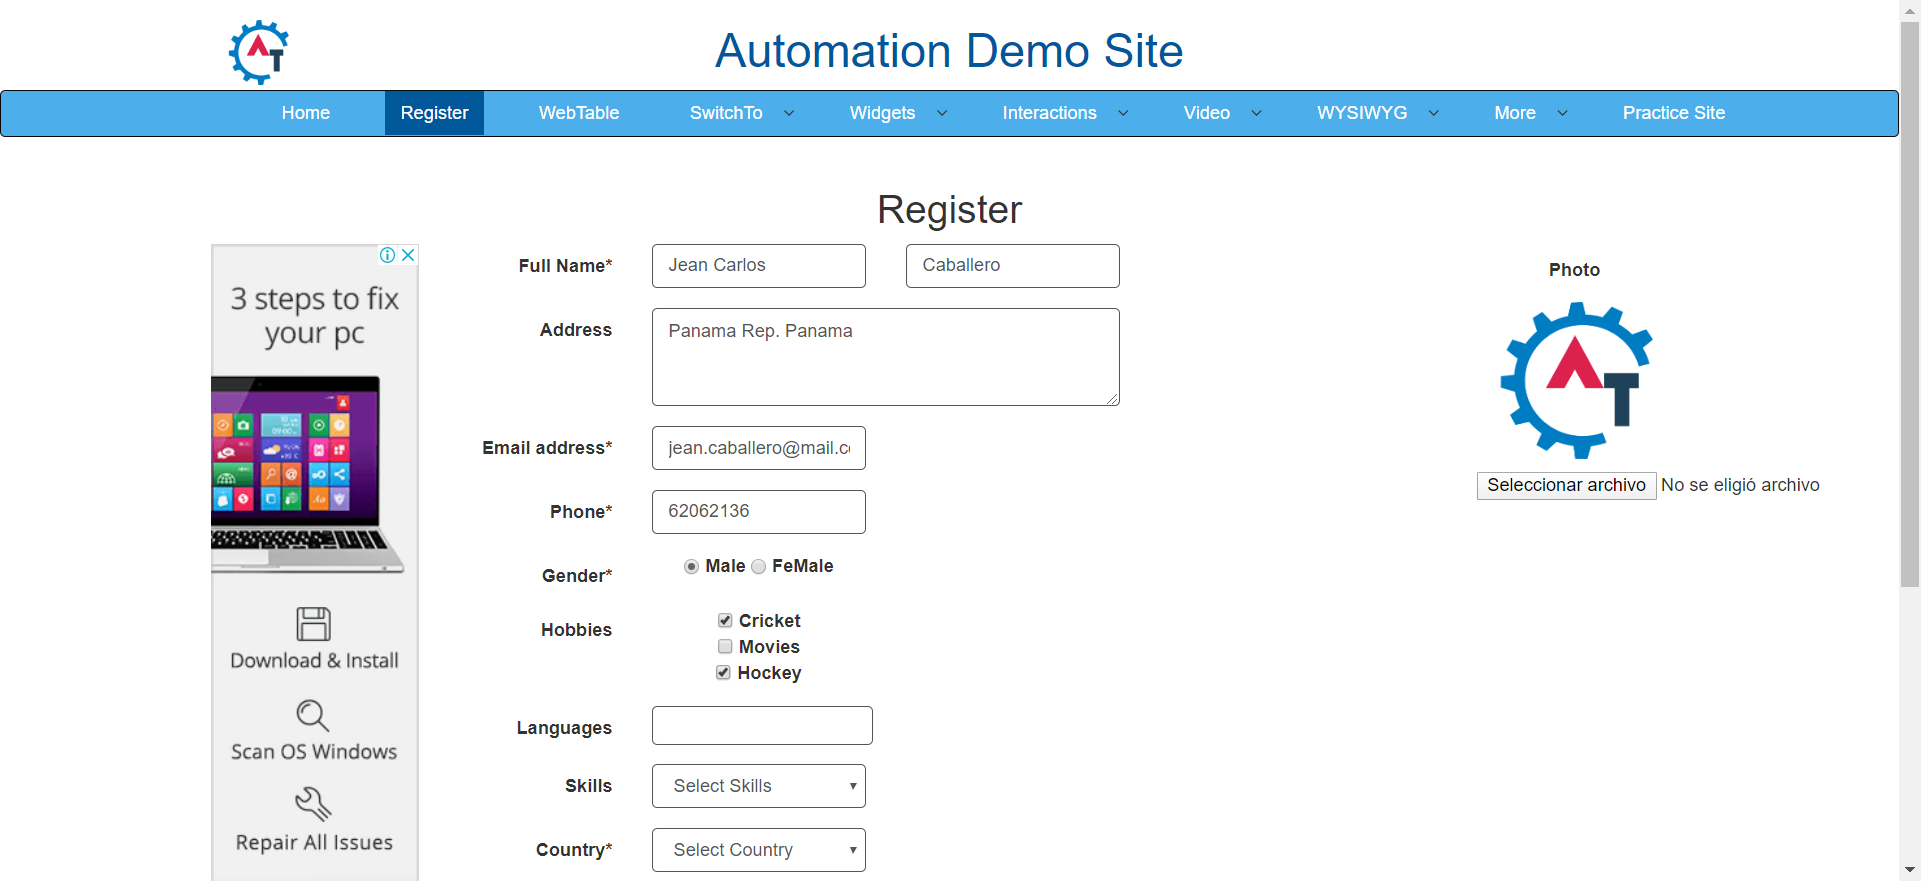 Automation Demo Site
Home Register WebTable SwitchTo Widgets Interactions Video WYSIWYG More Practice Site
Register
3 steps to fix
your pc
Download & Install
Scan OS Windows
Repair All Issues
Full Name* Jean Carlos Caballero
Address Panama Rep. Panama
Email address* jean.caballero@mail.c
Phone* 62062136
Gender* Male FeMale
Hobbies Cricket
Movies
Hockey
Languages
Skills Select Skills
Country* Select Country
Photo
AT
Seleccionar archivo No se eligió archivo